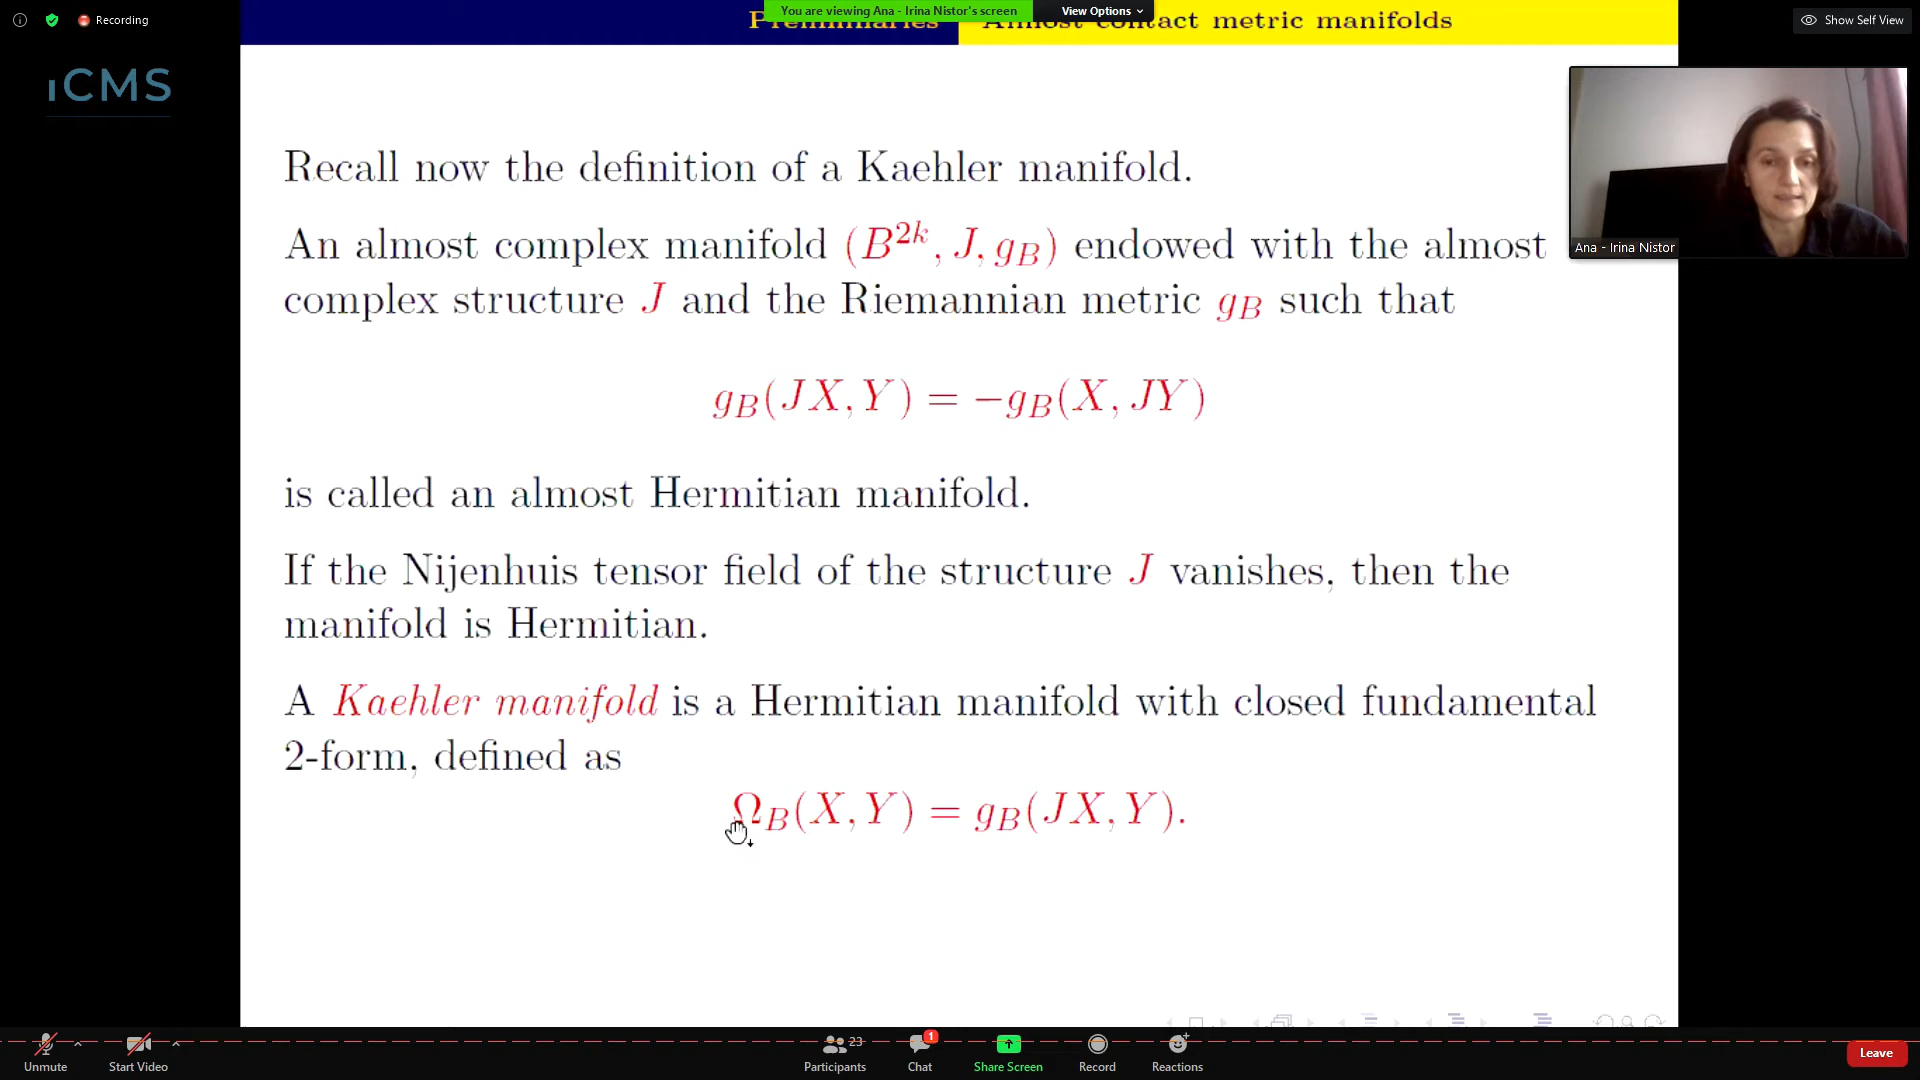 Recording
You are viewing Ana - Irina Nistor's screen
View Options
Show Self View
Preliminaries
Almost contact metric manifolds
iCMS
Ana - Irina Nistor
Recall now the definition of a Kaehler manifold.
An almost complex manifold (B^{2k}, J, g_B) endowed with the almost
complex structure J and the Riemannian metric g_B such that
g_B(JX, Y) = −g_B(X, JY)
is called an almost Hermitian manifold.
If the Nijenhuis tensor field of the structure J vanishes, then the
manifold is Hermitian.
A Kaehler manifold is a Hermitian manifold with closed fundamental
2-form, defined as
Ω_B(X, Y) = g_B(JX, Y).
Unmute
Start Video
23
Participants
1
Chat
Share Screen
Record
Reactions
Leave